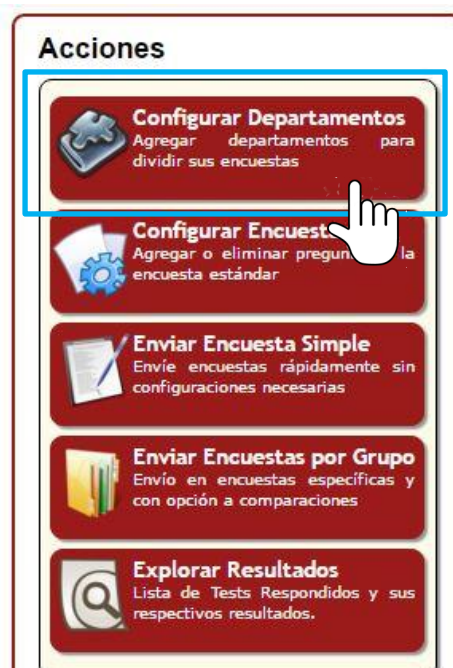 Acciones
Configurar Departamentos
Agregar departamentos para
dividir sus encuestas
Configurar
Agregar o eliminar la
encuesta estándar
Enviar Encuesta Simple
Envíe encuestas rápidamente sin
configuraciones necesarias
Enviar Encuestas por Grupo
Envío en encuestas específicas y
con opción a comparaciones
Explorar Resultados
Lista de Tests Respondidos y sus
respectivos resultados.